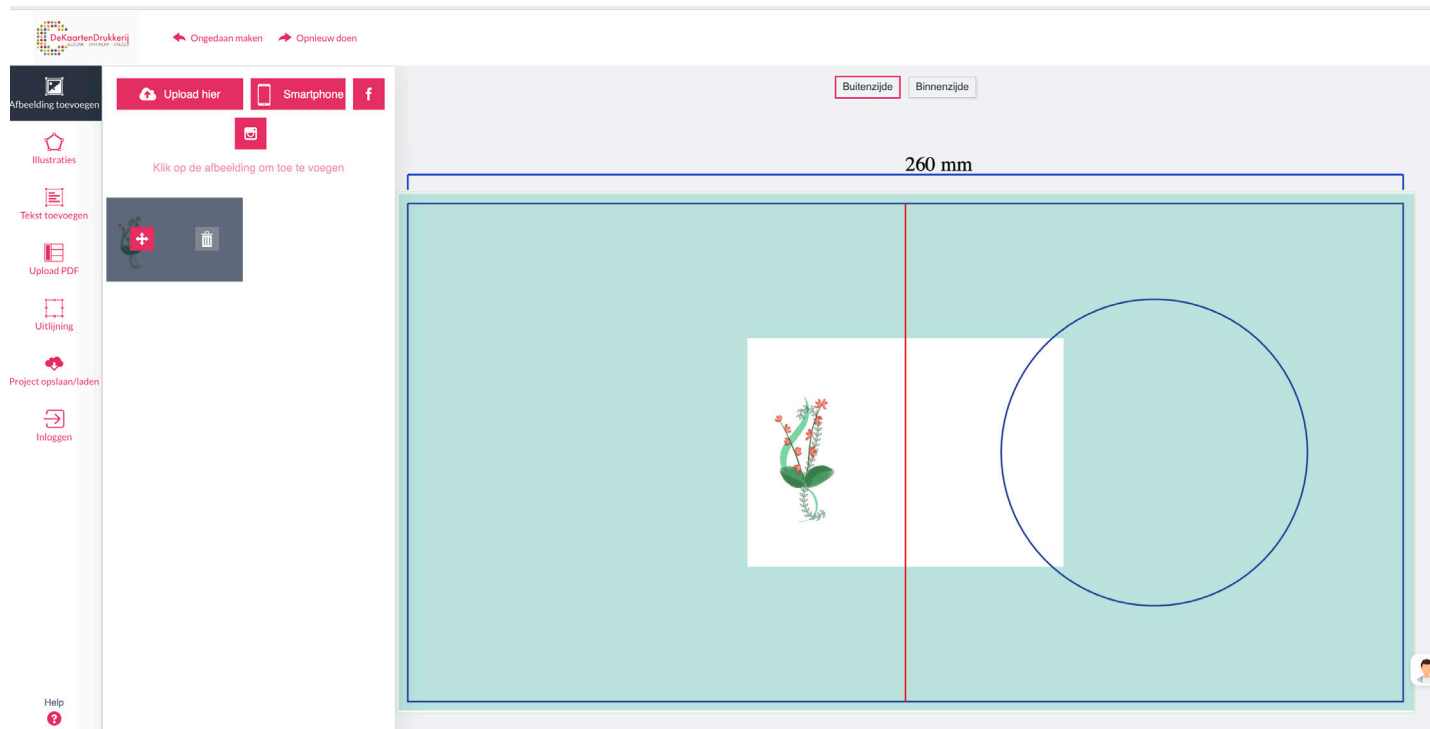 DeKaartenDrukkerij
Ongedaan maken
Opnieuw doen
Afbeelding toevoegen
Illustraties
Tekst toevoegen
Upload PDF
Uitlijning
Project opslaan/laden
Inloggen
Help
?
Upload hier
Smartphone
f
Klik op de afbeelding om toe te voegen
Buitenzijde
Binnenzijde
260 mm